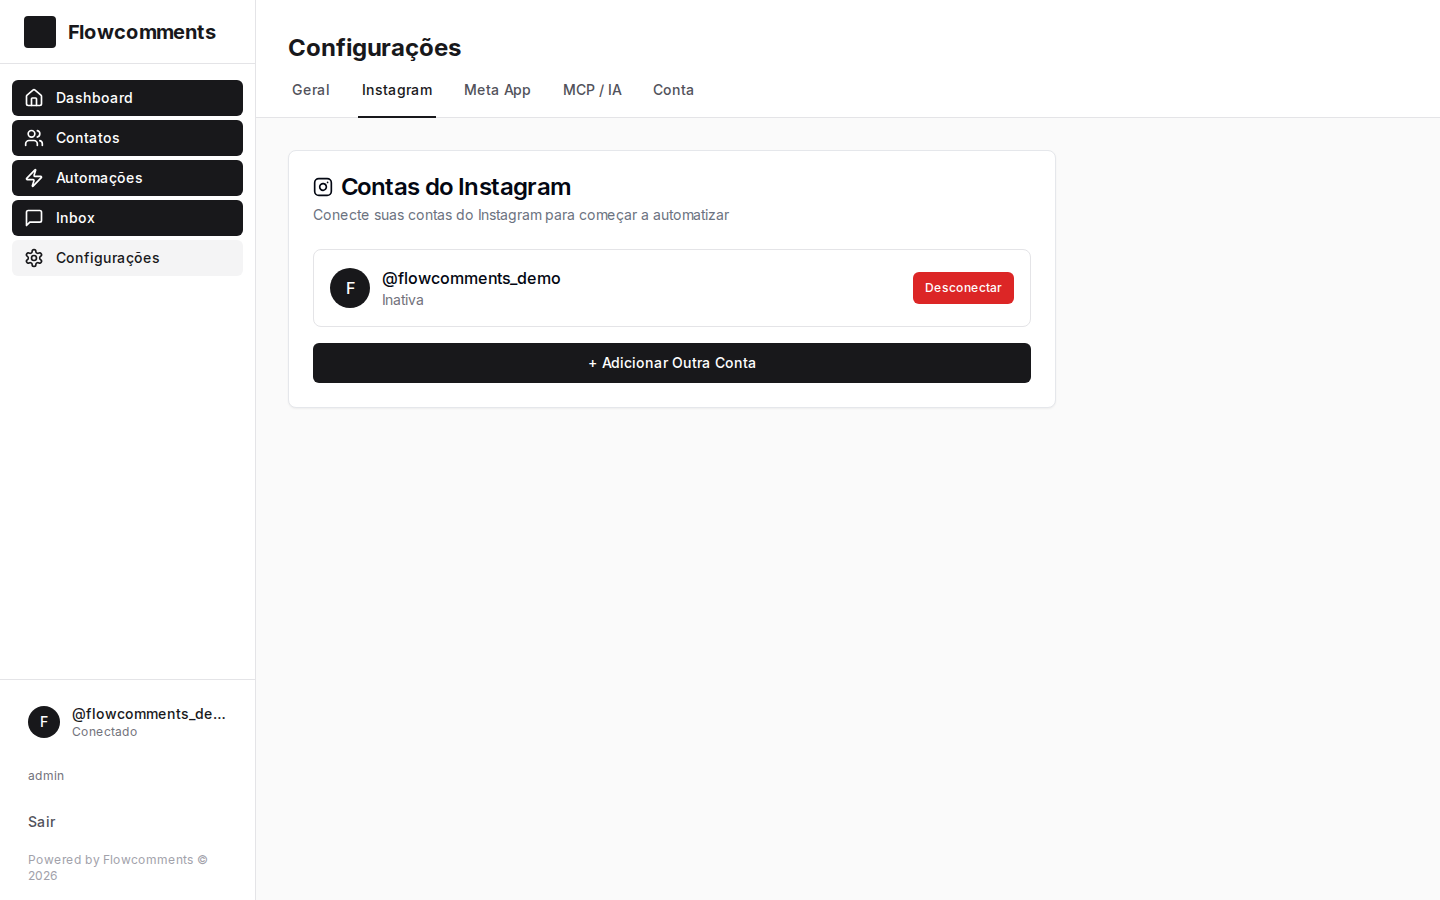 Flowcomments
Dashboard
Contatos
Automações
Inbox
Configurações
@flowcomments_de...
Conectado
admin
Sair
Powered by Flowcomments ©
2026
Configurações
Geral
Instagram
Meta App
MCP / IA
Conta
Contas do Instagram
Conecte suas contas do Instagram para começar a automatizar
F
@flowcomments_demo
Inativa
Desconectar
+ Adicionar Outra Conta
F